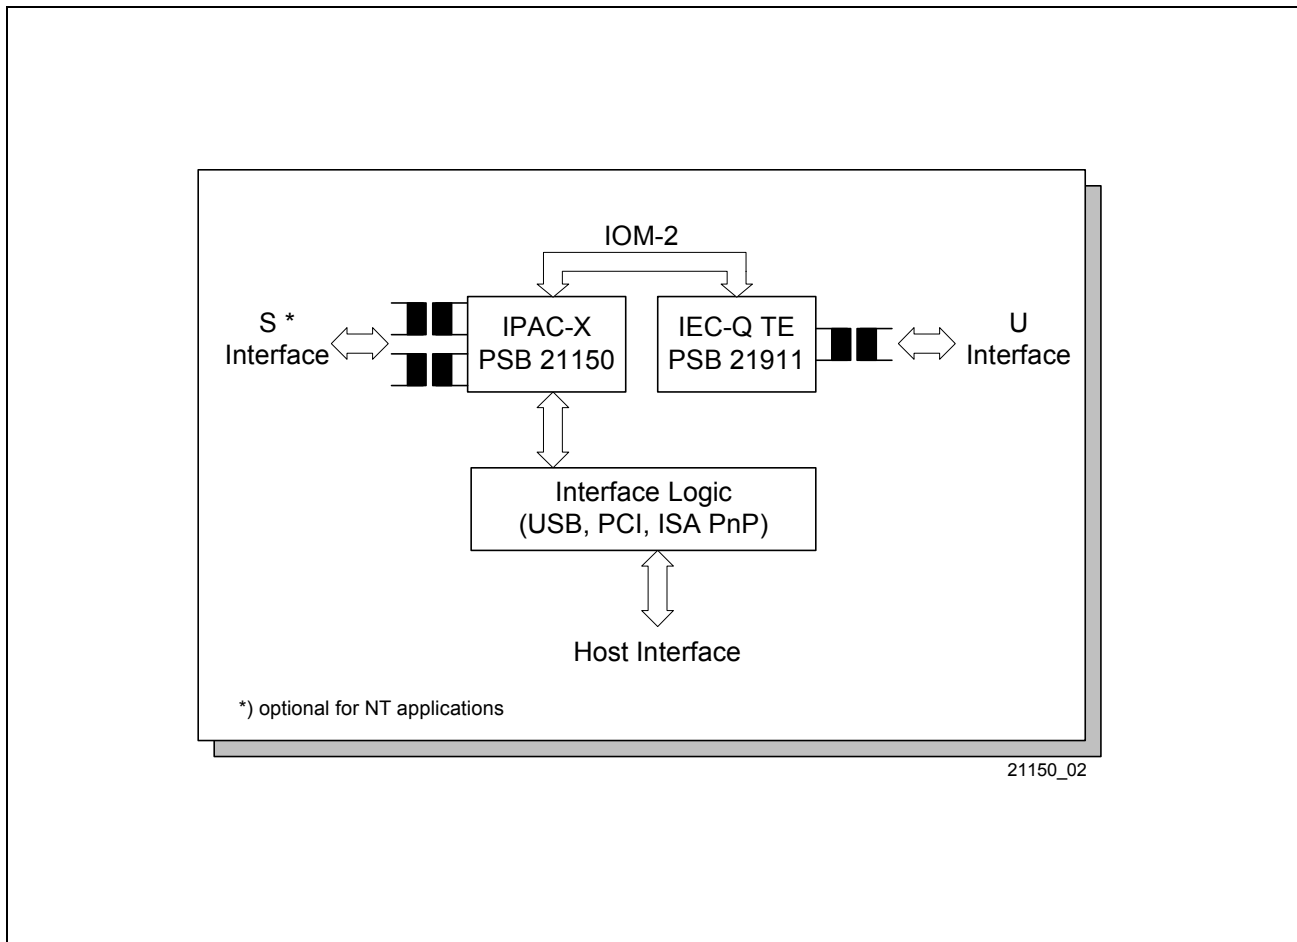 IOM-2
S *
Interface
IPAC-X
PSB 21150
IEC-Q TE
PSB 21911
U
Interface
Interface Logic
(USB, PCI, ISA PnP)
Host Interface
*) optional for NT applications
21150_02